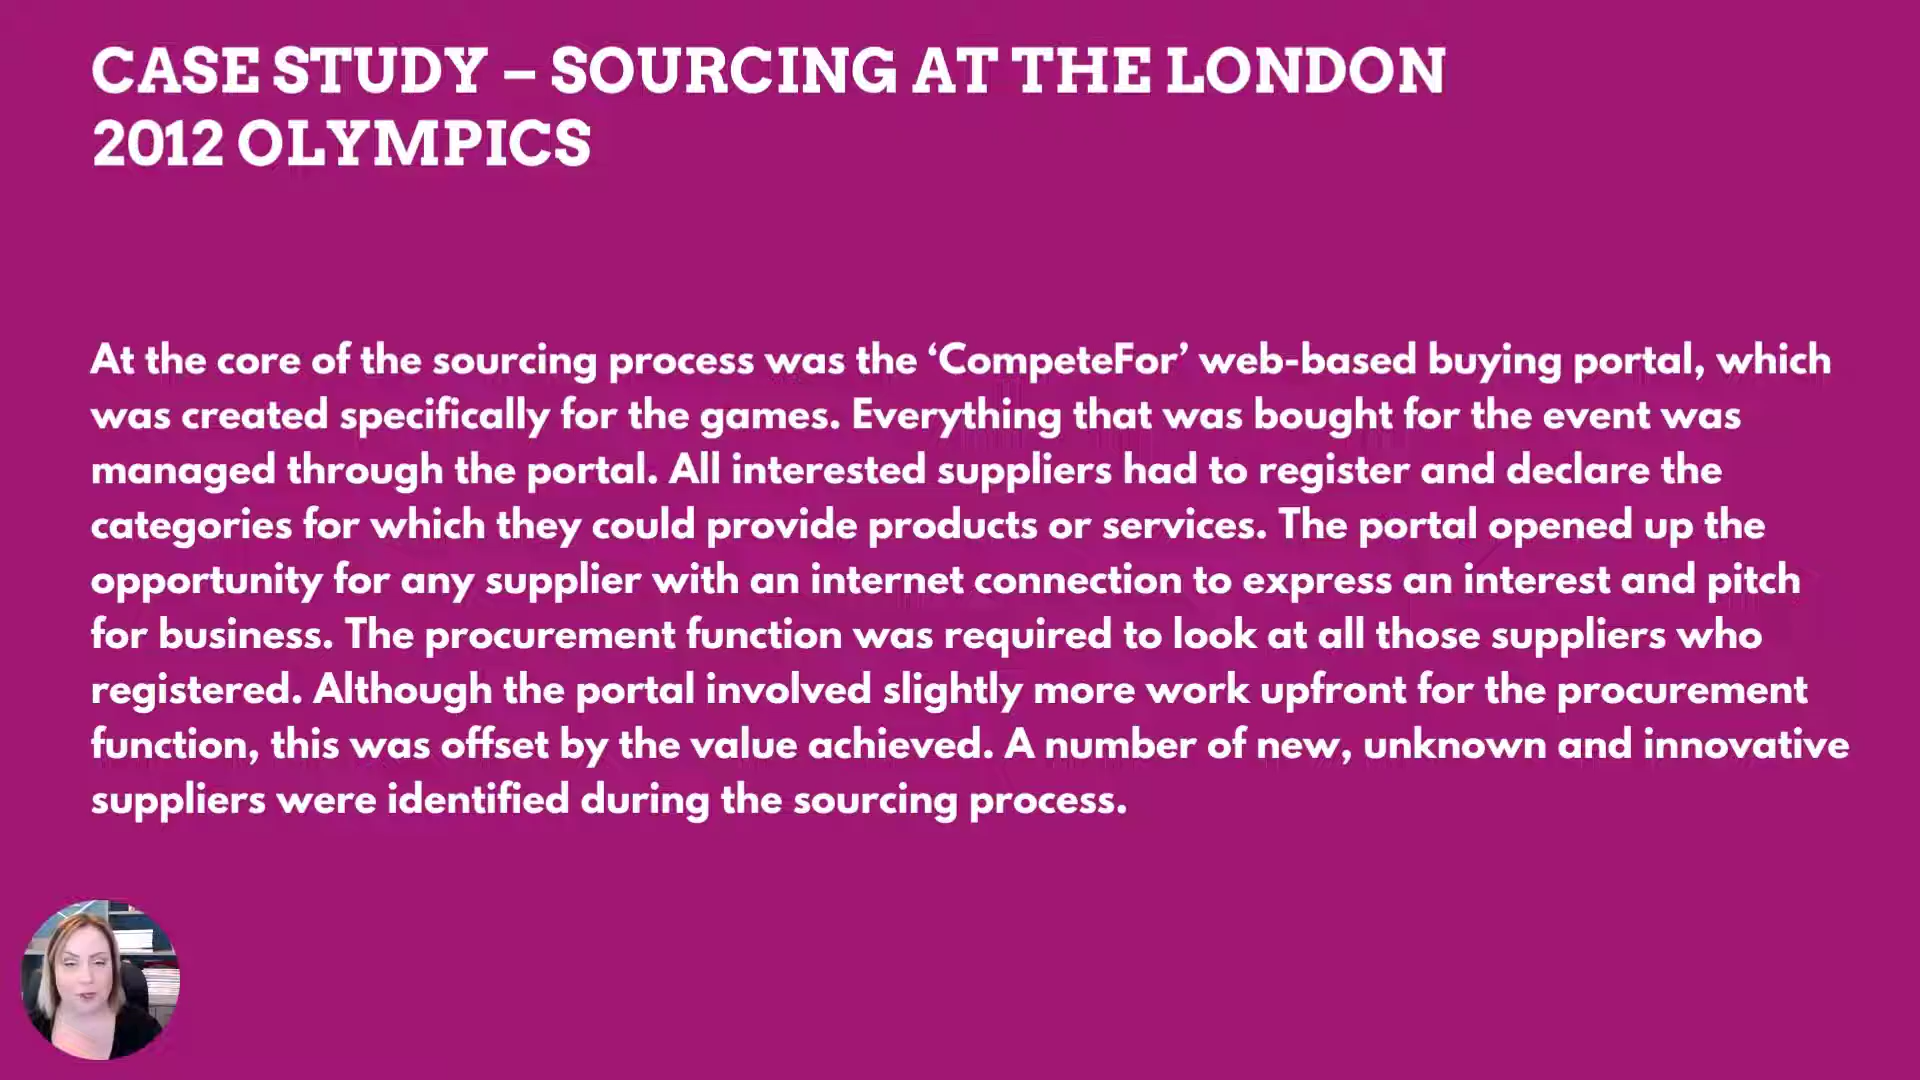 CASE STUDY – SOURCING AT THE LONDON
2012 OLYMPICS
At the core of the sourcing process was the ‘CompeteFor’ web-based buying portal, which
was created specifically for the games. Everything that was bought for the event was
managed through the portal. All interested suppliers had to register and declare the
categories for which they could provide products or services. The portal opened up the
opportunity for any supplier with an internet connection to express an interest and pitch
for business. The procurement function was required to look at all those suppliers who
registered. Although the portal involved slightly more work upfront for the procurement
function, this was offset by the value achieved. A number of new, unknown and innovative
suppliers were identified during the sourcing process.